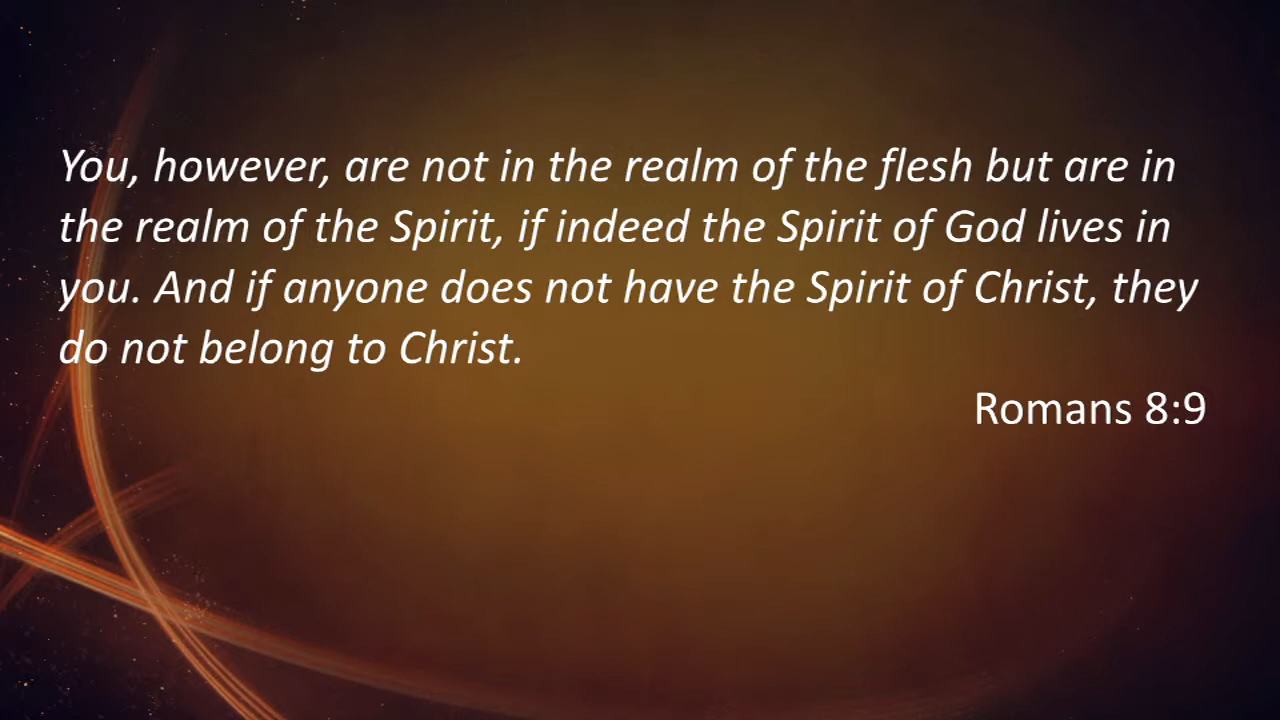 You, however, are not in the realm of the flesh but are in
the realm of the Spirit, if indeed the Spirit of God lives in
you. And if anyone does not have the Spirit of Christ, they
do not belong to Christ.
Romans 8:9